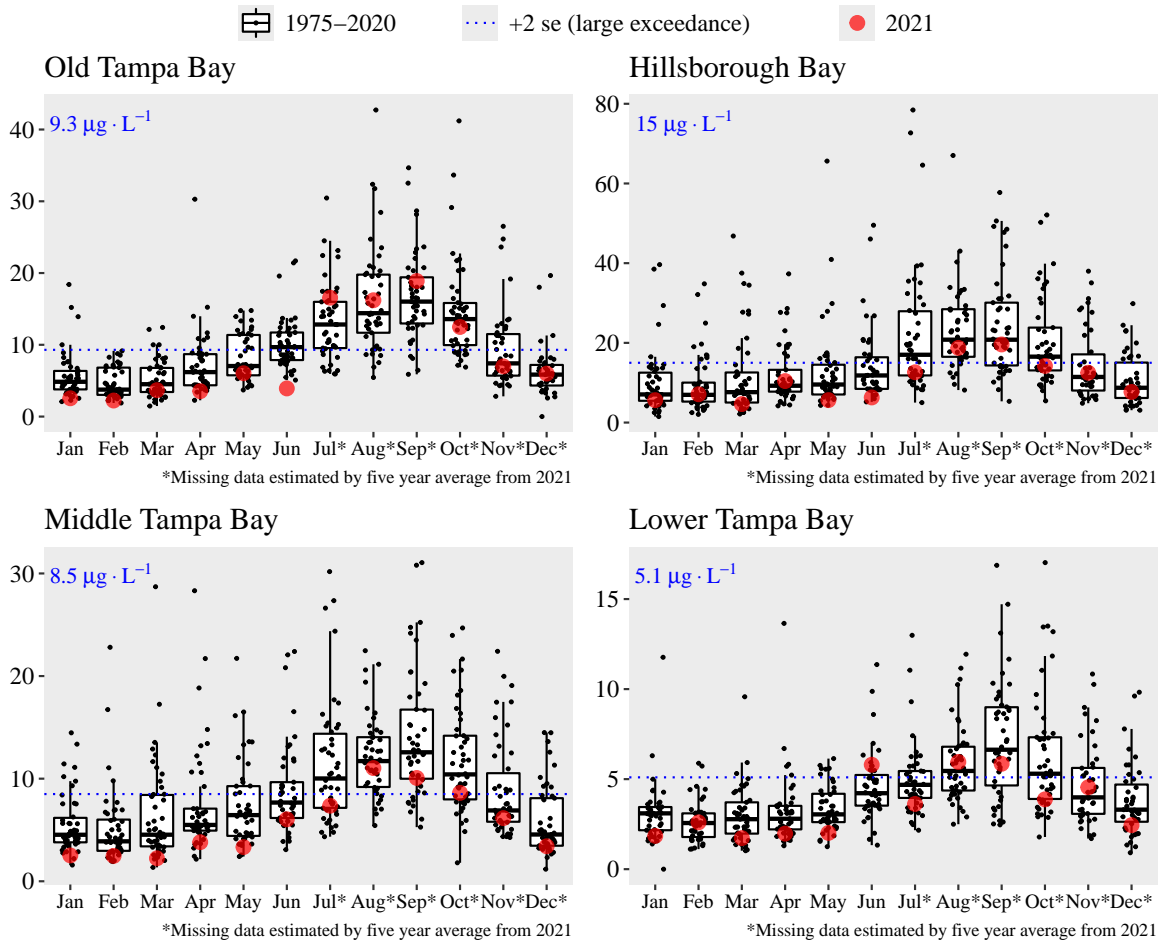 1975–2020 +2 se (large exceedance) 2021
Old Tampa Bay
9.3 μg · L⁻¹
40
30
20
10
0
Jan Feb Mar Apr May Jun Jul* Aug* Sep* Oct* Nov* Dec*
*Missing data estimated by five year average from 2021
Hillsborough Bay
15 μg · L⁻¹
80
60
40
20
0
Jan Feb Mar Apr May Jun Jul* Aug* Sep* Oct* Nov* Dec*
*Missing data estimated by five year average from 2021
Middle Tampa Bay
8.5 μg · L⁻¹
30
20
10
0
Jan Feb Mar Apr May Jun Jul* Aug* Sep* Oct* Nov* Dec*
*Missing data estimated by five year average from 2021
Lower Tampa Bay
5.1 μg · L⁻¹
15
10
5
0
Jan Feb Mar Apr May Jun Jul* Aug* Sep* Oct* Nov* Dec*
*Missing data estimated by five year average from 2021